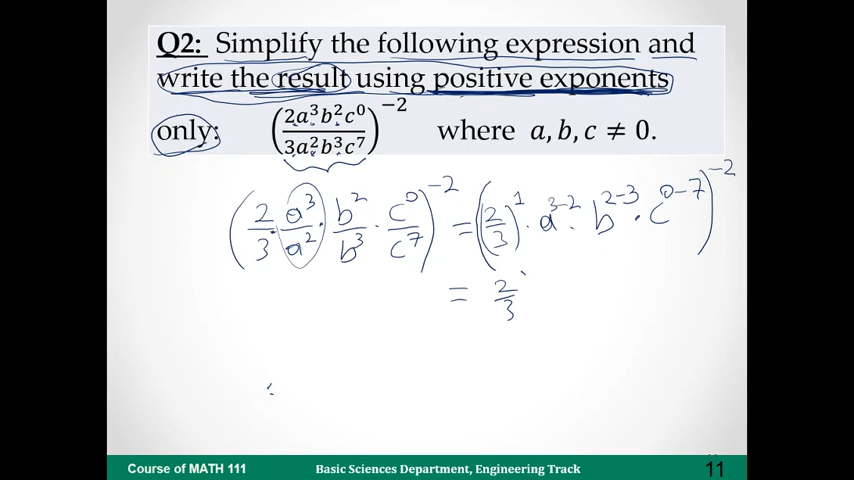 Q2: Simplify the following expression and
write the result using positive exponents
only: (2a³b²c⁰ / 3a²b³c⁷)⁻² where a, b, c ≠ 0.
(2/3 · a³/a² · b²/b³ · c⁰/c⁷)⁻² = ((2/3)¹ · a³⁻² · b²⁻³ · c⁰⁻⁷)⁻²
= 2/3
Course of MATH 111 Basic Sciences Department, Engineering Track 11